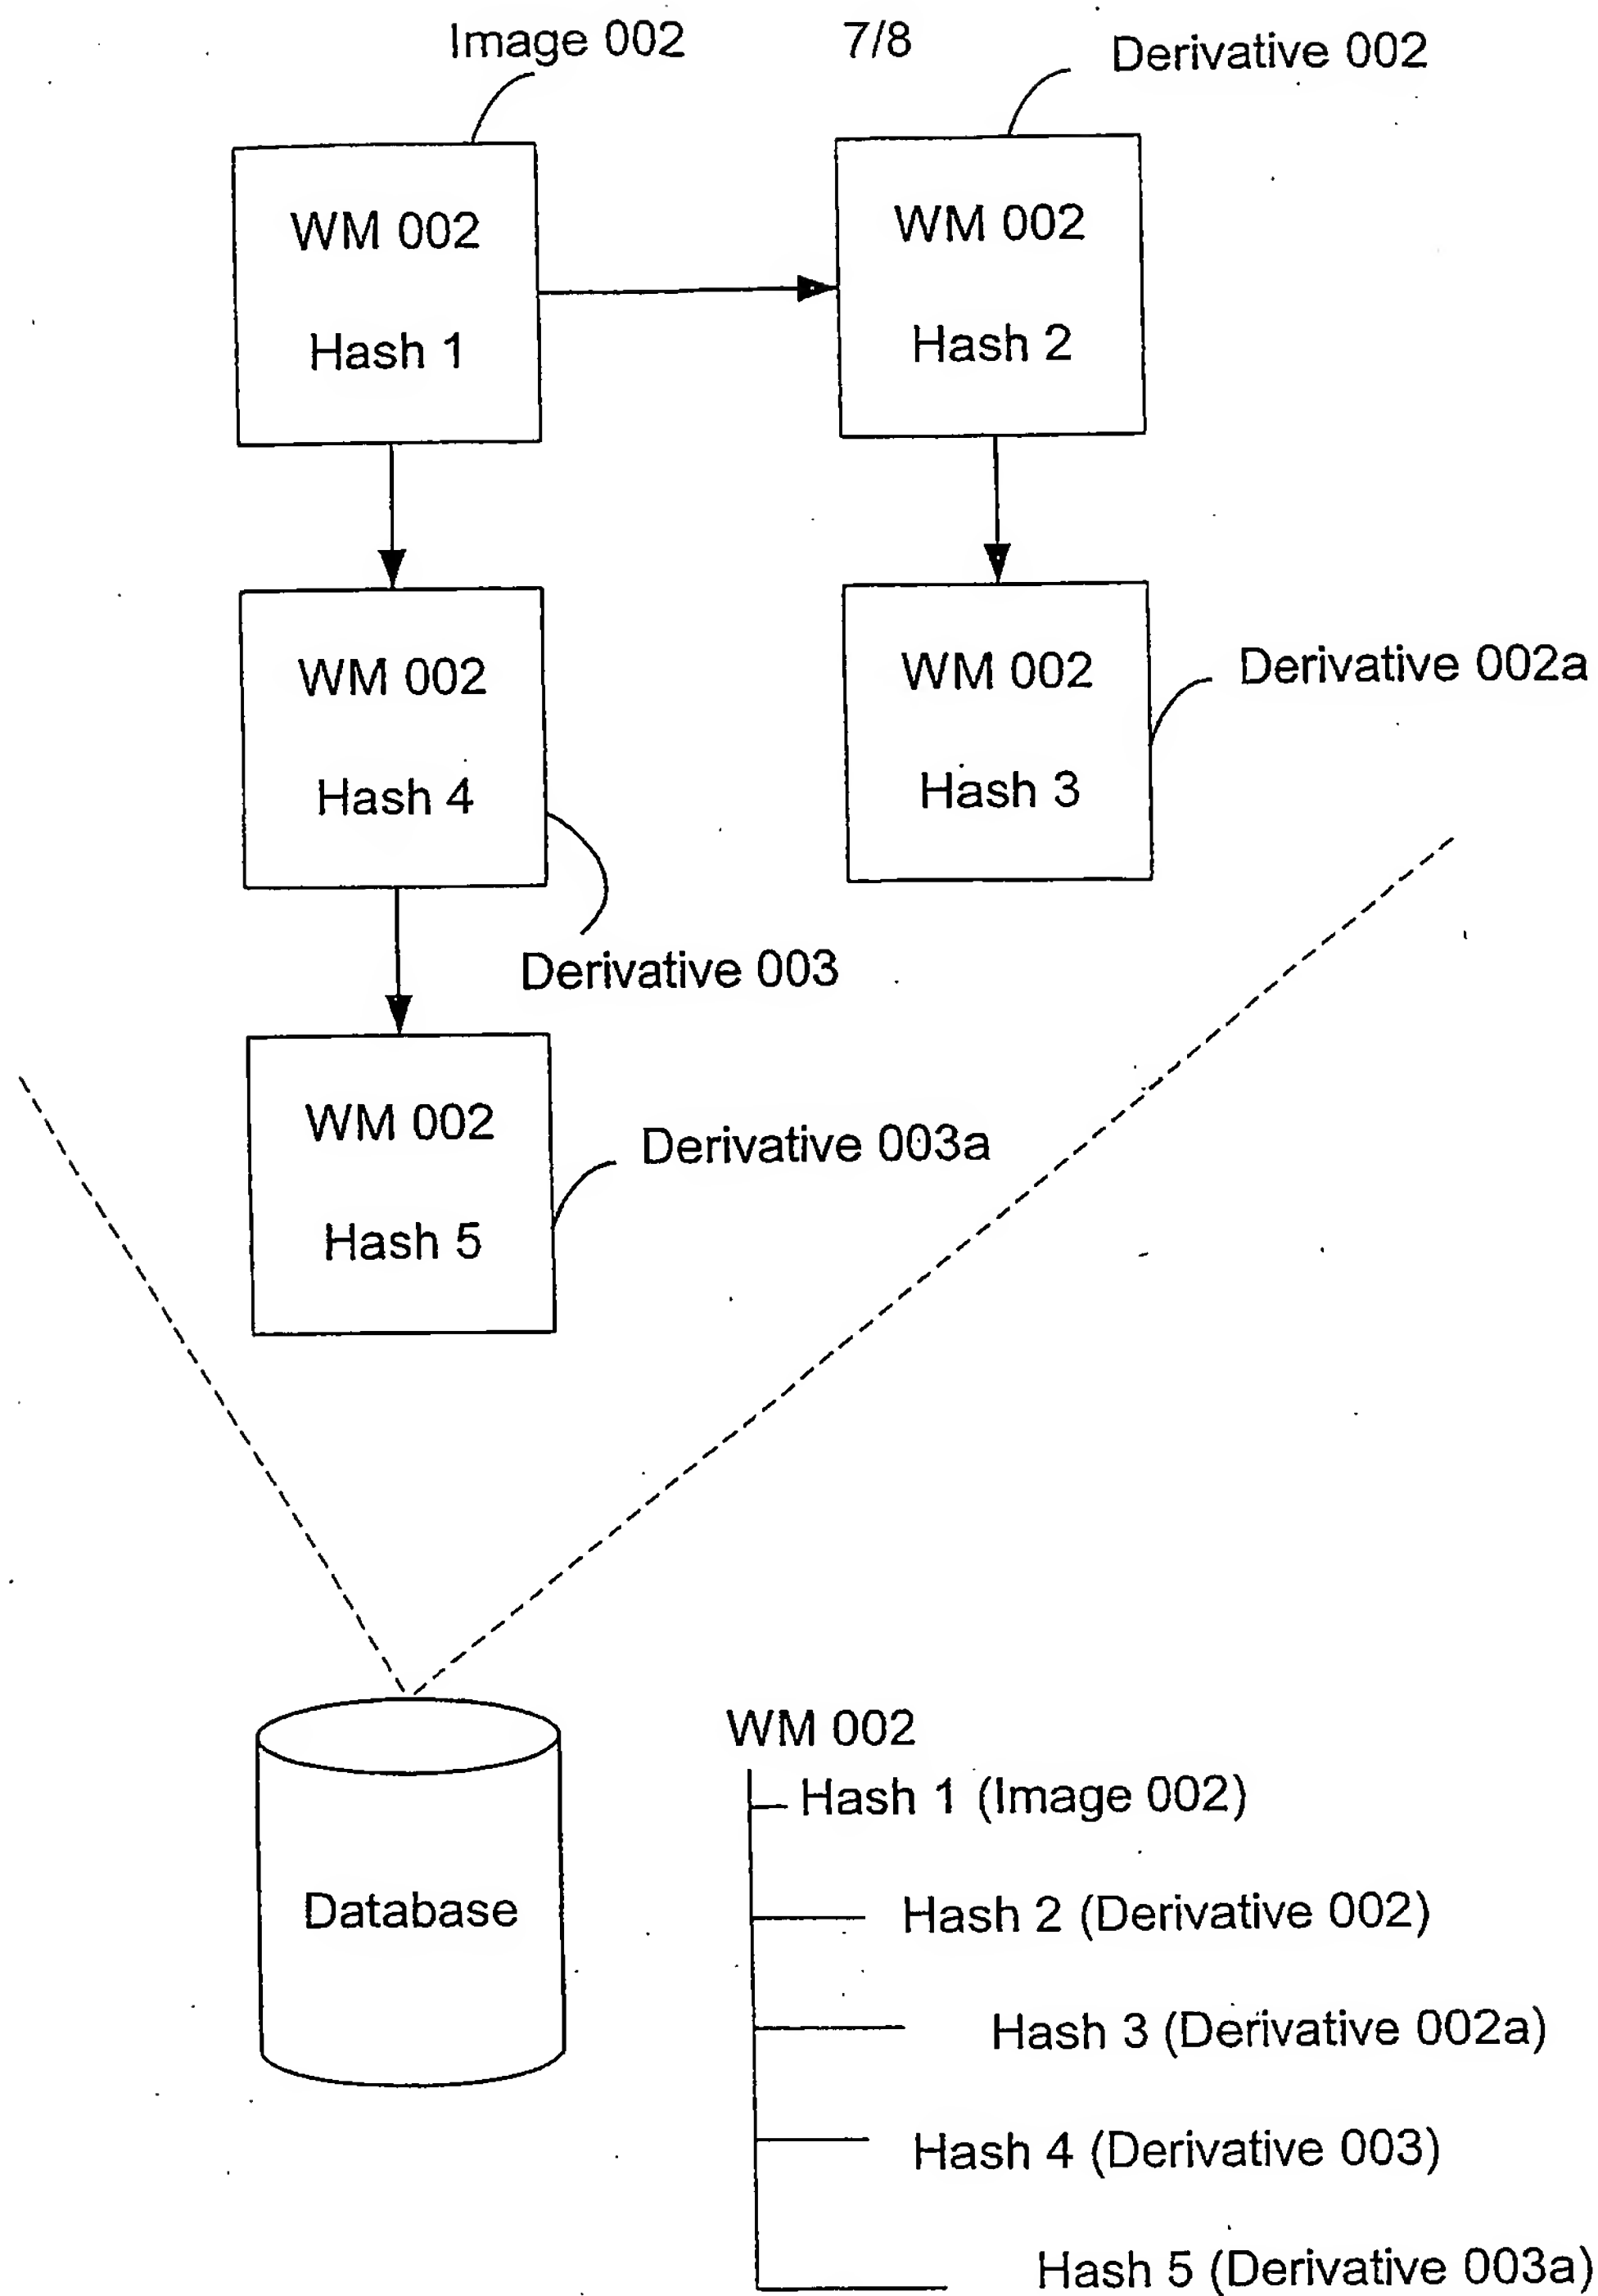 Image 002
7/8
Derivative 002
WM 002
Hash 1
WM 002
Hash 2
WM 002
Hash 4
WM 002
Hash 3
Derivative 002a
Derivative 003
WM 002
Hash 5
Derivative 003a
Database
WM 002
Hash 1 (Image 002)
Hash 2 (Derivative 002)
Hash 3 (Derivative 002a)
Hash 4 (Derivative 003)
Hash 5 (Derivative 003a)